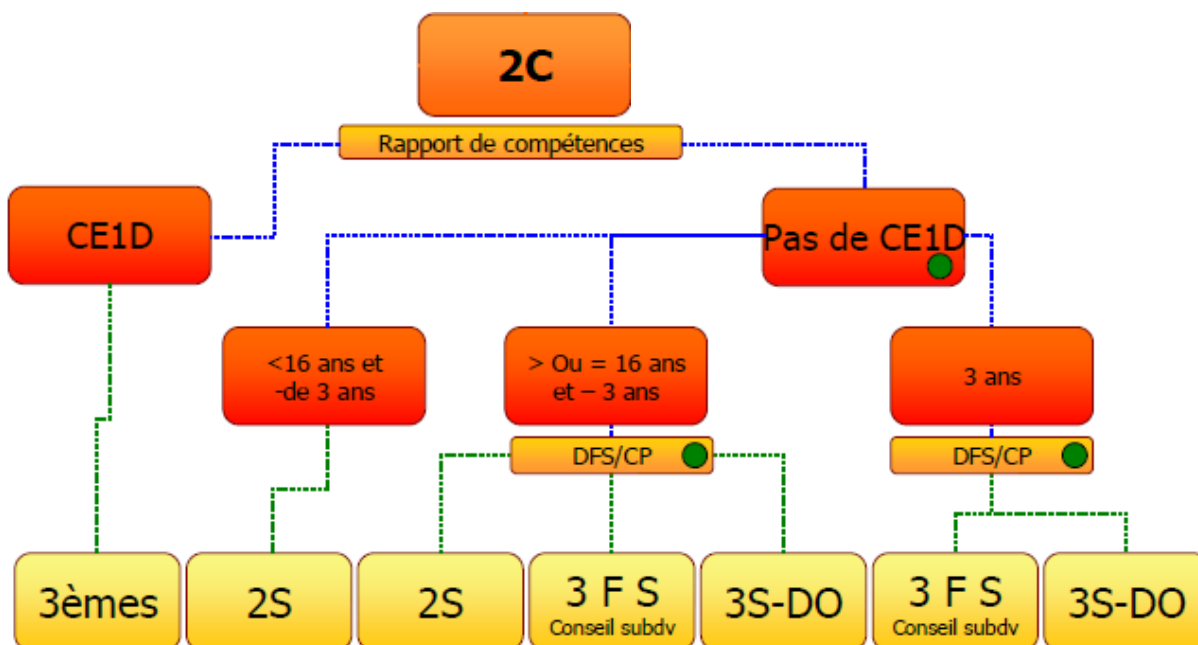 2C
Rapport de compétences
CE1D
Pas de CE1D
<16 ans et
-de 3 ans
> Ou = 16 ans
et – 3 ans
3 ans
DFS/CP
DFS/CP
3èmes
2S
2S
3 F S
Conseil subdv
3S-DO
3 F S
Conseil subdv
3S-DO